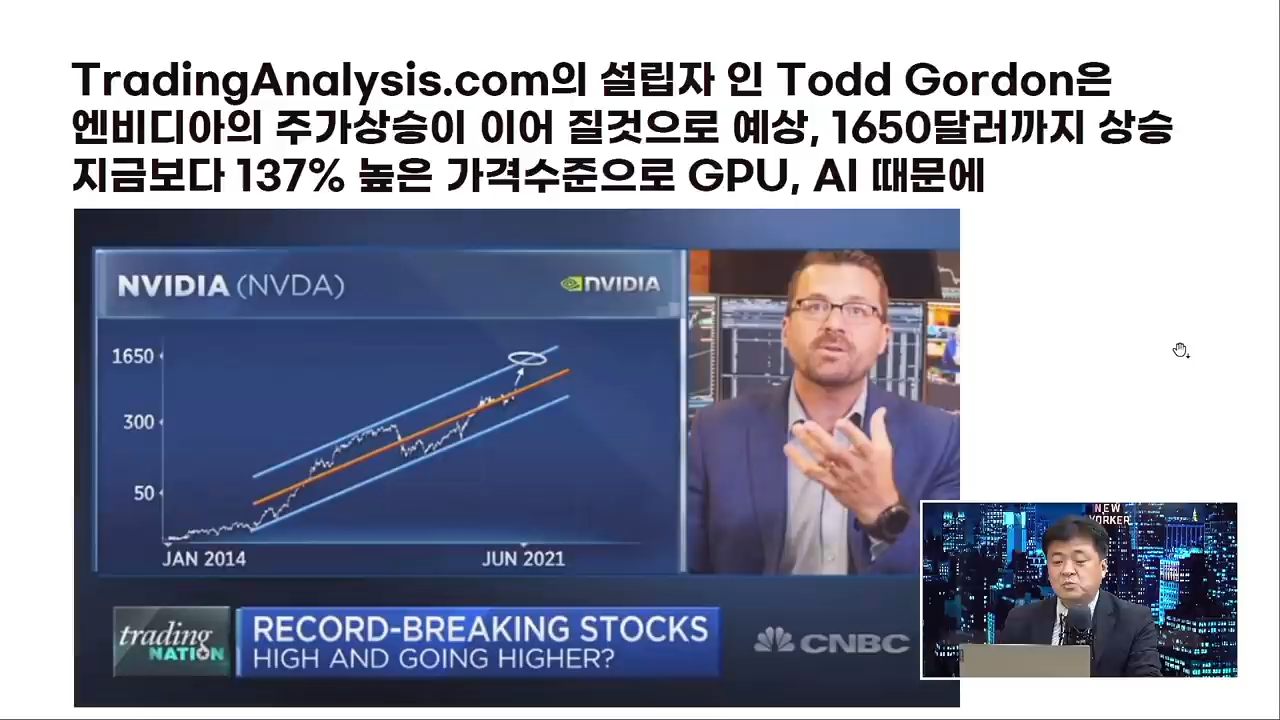 TradingAnalysis.com의 설립자 인 Todd Gordon은
엔비디아의 주가상승이 이어 질것으로 예상, 1650달러까지 상승
지금보다 137% 높은 가격수준으로 GPU, AI 때문에
NVIDIA (NVDA)
NVIDIA
1650
300
50
JAN 2014
JUN 2021
trading
NATION
RECORD-BREAKING STOCKS
HIGH AND GOING HIGHER?
CNBC
NEW
YORKER